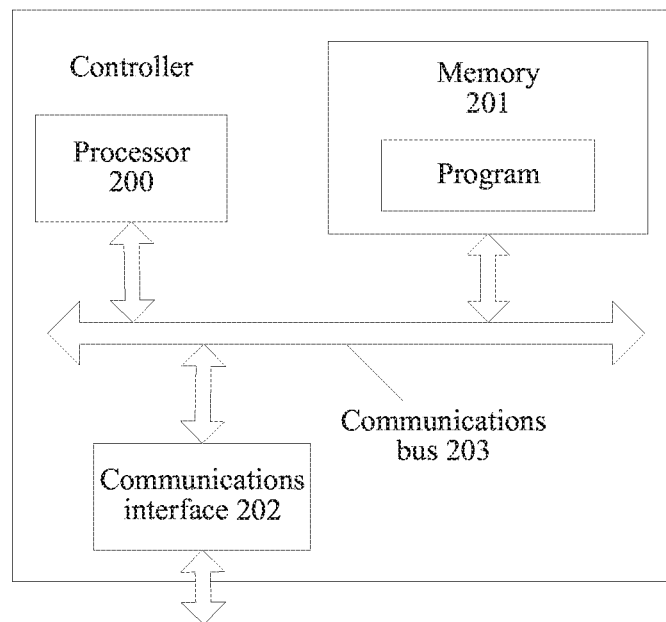 Controller
Processor
200
Memory
201
Program
Communications
bus 203
Communications
interface 202